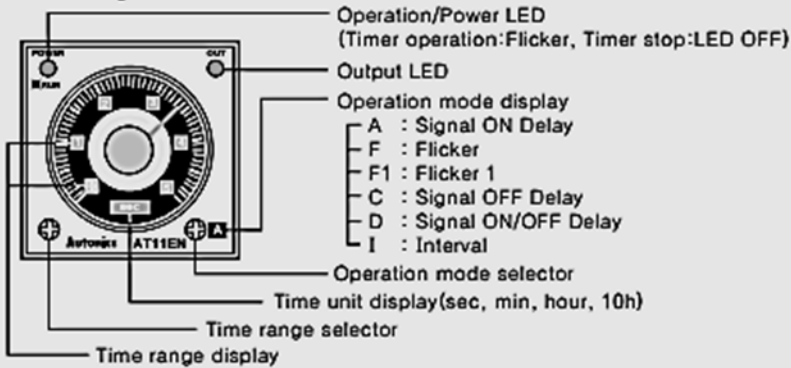 Operation/Power LED
(Timer operation:Flicker, Timer stop:LED OFF)
POWER
OUT
Output LED
Operation mode display
A : Signal ON Delay
F : Flicker
F1 : Flicker 1
C : Signal OFF Delay
D : Signal ON/OFF Delay
I : Interval
A
Autonics AT11EN
Operation mode selector
Time unit display(sec, min, hour, 10h)
Time range selector
Time range display